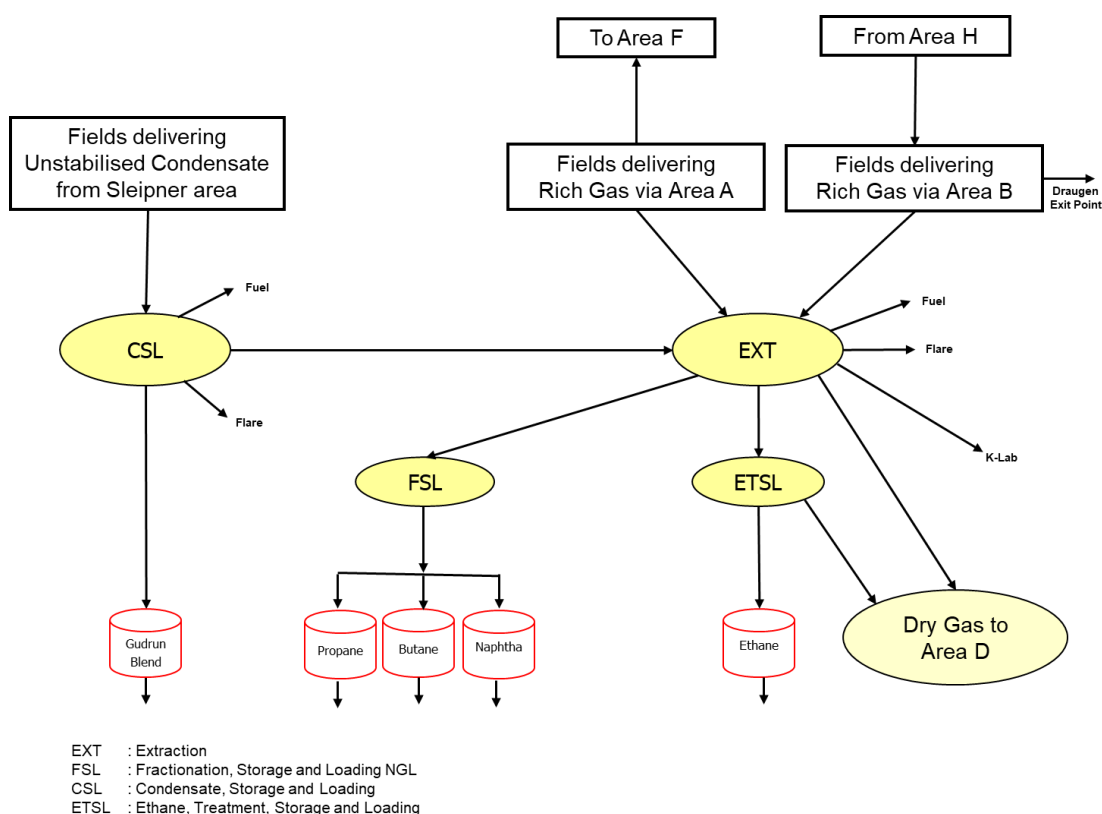 To Area F
From Area H
Fields delivering
Unstabilised Condensate
from Sleipner area
Fields delivering
Rich Gas via Area A
Fields delivering
Rich Gas via Area B
Draugen
Exit Point
Fuel
Fuel
CSL
EXT
Flare
Flare
K-Lab
FSL
ETSL
Gudrun
Blend
Propane
Butane
Naphtha
Ethane
Dry Gas to
Area D
EXT : Extraction
FSL : Fractionation, Storage and Loading NGL
CSL : Condensate, Storage and Loading
ETSL : Ethane, Treatment, Storage and Loading